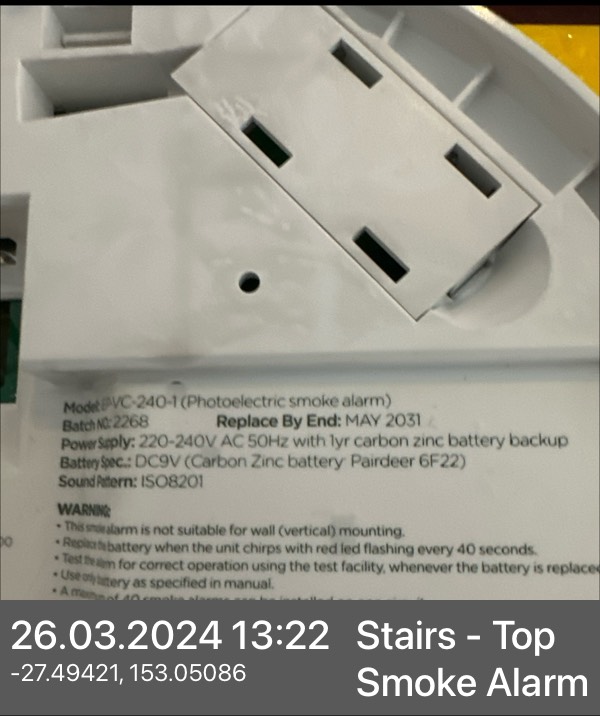 Model: VC-240-1 (Photoelectric smoke alarm)
Batch NO: 2268 Replace By End: MAY 2031
Power Supply: 220-240V AC 50Hz with 1yr carbon zinc battery backup
Battery Spec.: DC9V (Carbon Zinc battery Pairdeer 6F22)
Sound Pattern: ISO8201
WARNING
• This smoke alarm is not suitable for wall (vertical) mounting.
• Replace battery when the unit chirps with red led flashing every 40 seconds.
• Test the alarm for correct operation using the test facility, whenever the battery is replace
• Use only battery as specified in manual.
26.03.2024 13:22
-27.49421, 153.05086
Stairs - Top
Smoke Alarm